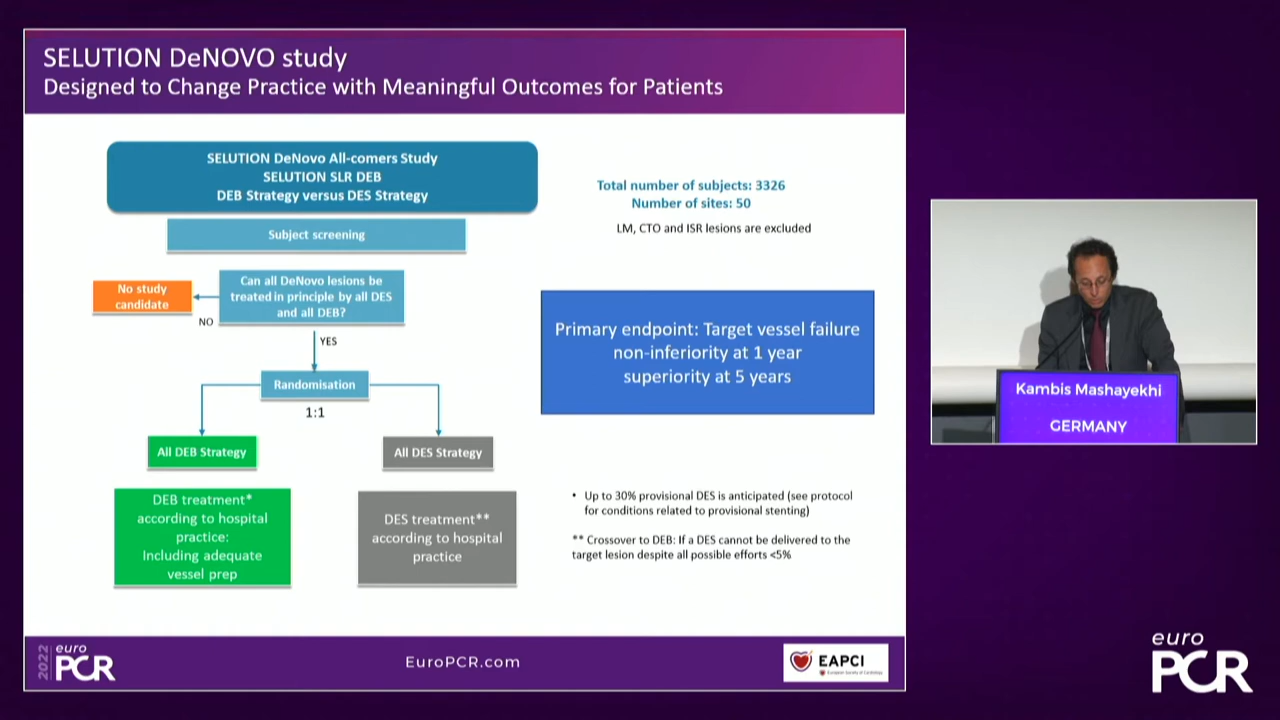 SELUTION DeNOVO study
Designed to Change Practice with Meaningful Outcomes for Patients
SELUTION DeNovo All-comers Study
SELUTION SLR DEB
DEB Strategy versus DES Strategy
Subject screening
Can all DeNovo lesions be
treated in principle by all DES
and all DEB?
No study
candidate
NO
YES
Randomisation
1:1
All DEB Strategy
All DES Strategy
DEB treatment*
according to hospital
practice:
Including adequate
vessel prep
DES treatment**
according to hospital
practice
Total number of subjects: 3326
Number of sites: 50
LM, CTO and ISR lesions are excluded
Primary endpoint: Target vessel failure
non-inferiority at 1 year
superiority at 5 years
• Up to 30% provisional DES is anticipated (see protocol
for conditions related to provisional stenting)
** Crossover to DEB: If a DES cannot be delivered to the
target lesion despite all possible efforts <5%
2022
euro
PCR
EuroPCR.com
EAPCI
European Society of Cardiology
Kambis Mashayekhi
GERMANY
euro
PCR